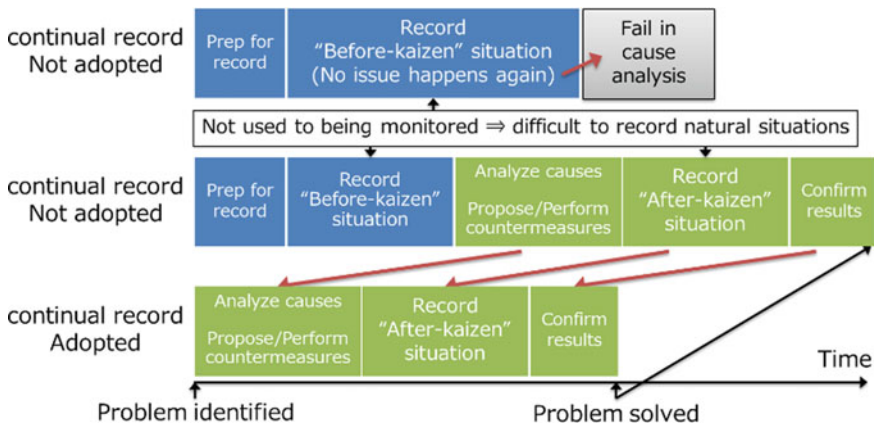 continual record
Not adopted
Prep for
record
Record
“Before-kaizen” situation
(No issue happens again)
Fail in
cause
analysis
Not used to being monitored ⇒ difficult to record natural situations
continual record
Not adopted
Prep for
record
Record
“Before-kaizen”
situation
Analyze causes
Propose/Perform
countermeasures
Record
“After-kaizen”
situation
Confirm
results
continual record
Adopted
Analyze causes
Propose/Perform
countermeasures
Record
“After-kaizen”
situation
Confirm
results
Time
Problem identified
Problem solved